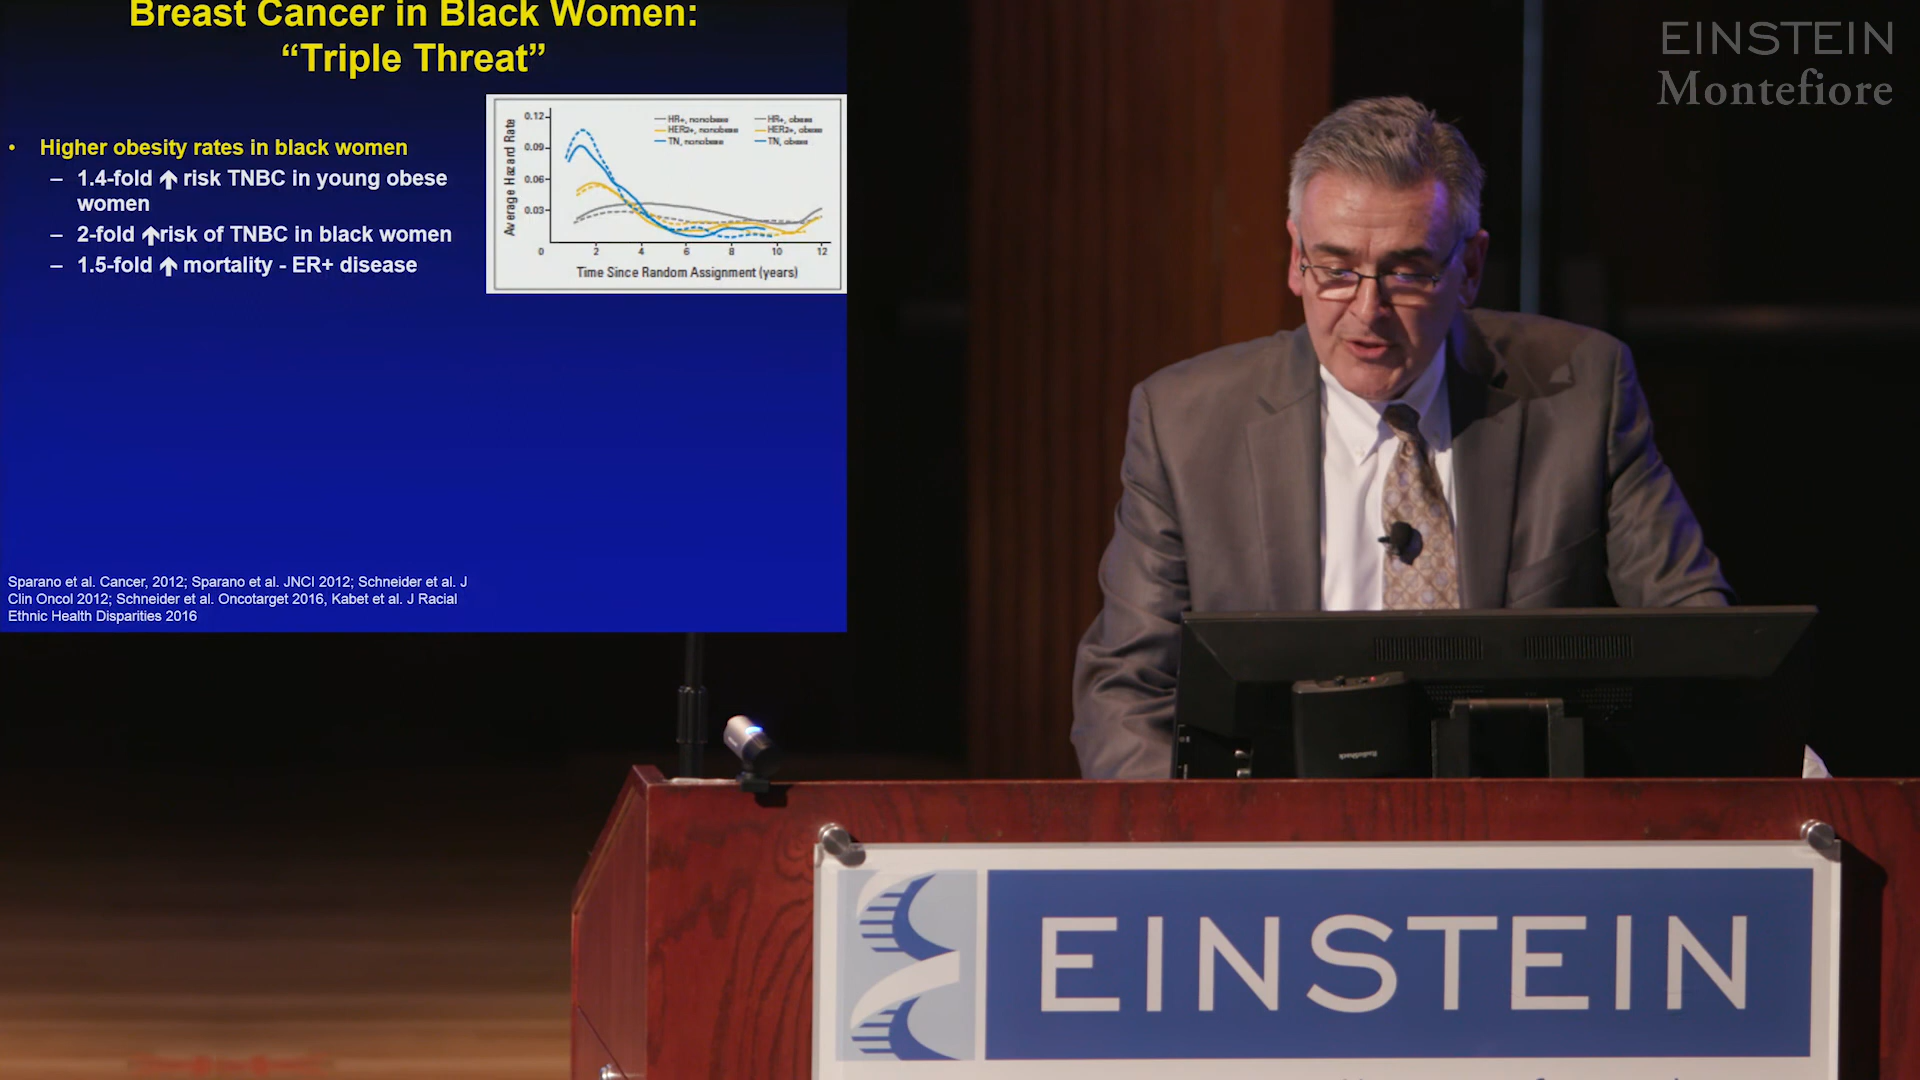 Breast Cancer in Black Women:
“Triple Threat”
EINSTEIN
Montefiore
• Higher obesity rates in black women
– 1.4-fold ↑ risk TNBC in young obese
women
– 2-fold ↑risk of TNBC in black women
– 1.5-fold ↑ mortality - ER+ disease
Average Hazard Rate
0.12
0.09
0.06
0.03
0 2 4 6 8 10 12
HR+, nonobese HR+, obese
HER2+, nonobese HER2+, obese
TN, nonobese TN, obese
Time Since Random Assignment (years)
Sparano et al. Cancer, 2012; Sparano et al. JNCI 2012; Schneider et al. J
Clin Oncol 2012; Schneider et al. Oncotarget 2016, Kabet et al. J Racial
Ethnic Health Disparities 2016
RadioShack
EINSTEIN